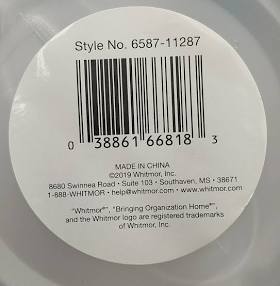 Style No. 6587-11287
0 38861 66818 3
MADE IN CHINA
©2019 Whitmor, Inc.
8680 Swinnea Road • Suite 103 • Southaven, MS • 38671
1-888-WHITMOR • help@whitmor.com • www.whitmor.com
"Whitmor®", "Bringing Organization Home®",
and the Whitmor logo are registered trademarks
of Whitmor, Inc.